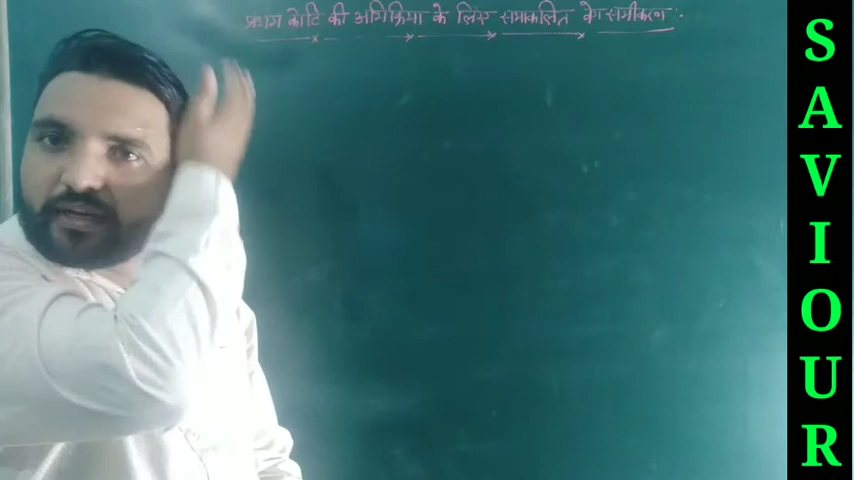 प्रथम कोटि की अभिक्रिया के लिए समाकलित वेग समीकरण :
SAVIOUR